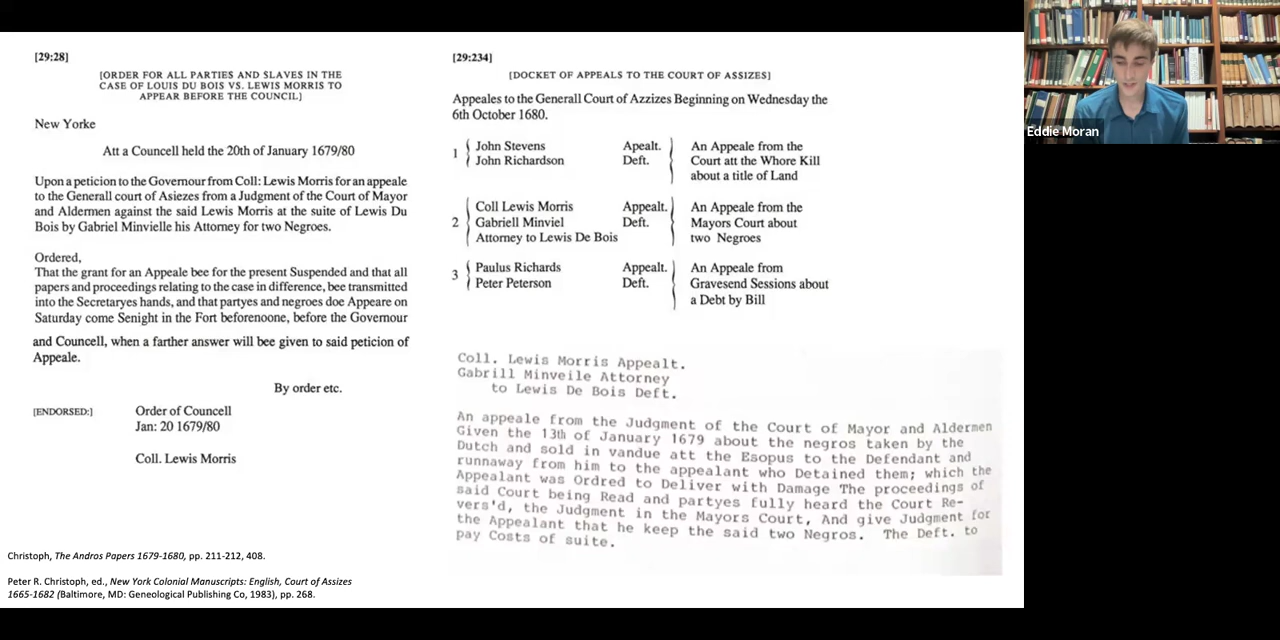 [29:28]
[ORDER FOR ALL PARTIES AND SLAVES IN THE
CASE OF LOUIS DU BOIS VS. LEWIS MORRIS TO
APPEAR BEFORE THE COUNCIL]
New Yorke
Att a Councell held the 20th of January 1679/80
Upon a peticion to the Governour from Coll: Lewis Morris for an appeale
to the Generall court of Asiezes from a Judgment of the Court of Mayor
and Aldermen against the said Lewis Morris at the suite of Lewis Du
Bois by Gabriel Minvielle his Attorney for two Negroes.
Ordered,
That the grant for an Appeale bee for the present Suspended and that all
papers and proceedings relating to the case in difference, bee transmitted
into the Secretaryes hands, and that partyes and negroes doe Appeare on
Saturday come Senight in the Fort beforenoone, before the Governour
and Councell, when a farther answer will bee given to said peticion of
Appeale.
By order etc.
[ENDORSED:] Order of Councell
Jan: 20 1679/80
Coll. Lewis Morris
Christoph, The Andros Papers 1679-1680, pp. 211-212, 408.
Peter R. Christoph, ed., New York Colonial Manuscripts: English, Court of Assizes
1665-1682 (Baltimore, MD: Geneological Publishing Co, 1983), pp. 268.
[29:234]
[DOCKET OF APPEALS TO THE COURT OF ASSIZES]
Appeales to the Generall Court of Azzizes Beginning on Wednesday the
6th October 1680.
1 { John Stevens Apealt. } An Appeale from the
John Richardson Deft. Court att the Whore Kill
about a title of Land
2 { Coll Lewis Morris Appealt. } An Appeale from the
Gabriell Minviel Deft. Mayors Court about
Attorney to Lewis De Bois two Negroes
3 { Paulus Richards Appealt. } An Appeale from
Peter Peterson Deft. Gravesend Sessions about
a Debt by Bill
Coll. Lewis Morris Appealt.
Gabrill Minveile Attorney
to Lewis De Bois Deft.
An appeale from the Judgment of the Court of Mayor and Aldermen
Given the 13th of January 1679 about the negros taken by the
Dutch and sold in vandue att the Esopus to the Defendant and
runnaway from him to the appealant who Detained them; which the
Appealant was Ordred to Deliver with Damage The proceedings of
said Court being Read and partyes fully heard the Court Re-
vers'd, the Judgment in the Mayors Court, And give Judgment for
the Appealant that he keep the said two Negros. The Deft. to
pay Costs of suite.
Eddie Moran